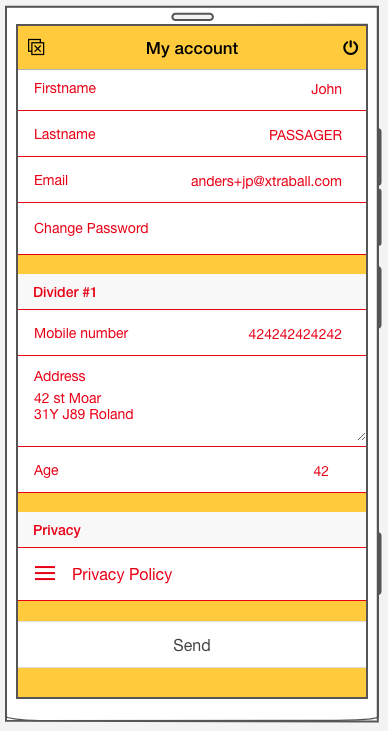 My account
Firstname John
Lastname PASSAGER
Email anders+jp@xtraball.com
Change Password
Divider #1
Mobile number 424242424242
Address
42 st Moar
31Y J89 Roland
Age 42
Privacy
Privacy Policy
Send